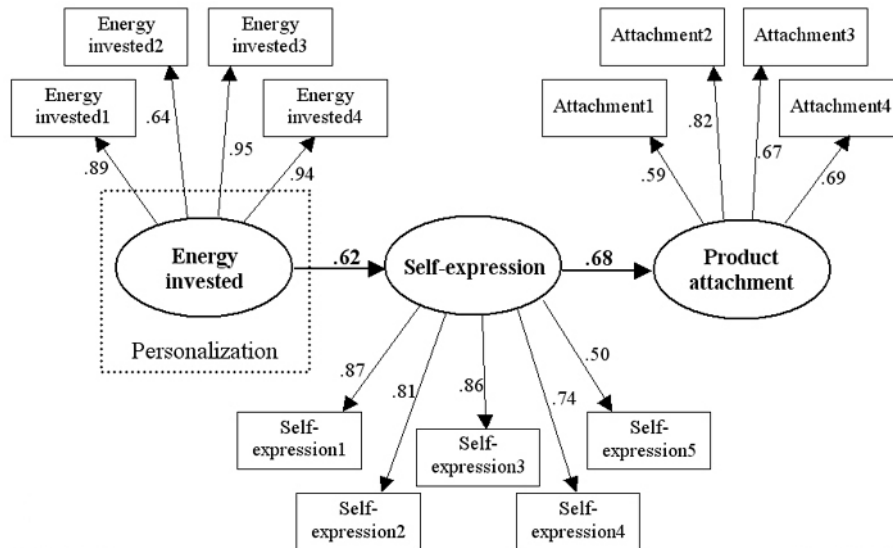 Energy
invested2
Energy
invested3
Attachment2
Attachment3
Energy
invested1
Energy
invested4
Attachment1
Attachment4
.64
.95
.82
.67
.89
.94
.59
.69
Energy
invested
.62
Self-expression
.68
Product
attachment
Personalization
.87
.81
.86
.74
.50
Self-
expression1
Self-
expression3
Self-
expression5
Self-
expression2
Self-
expression4